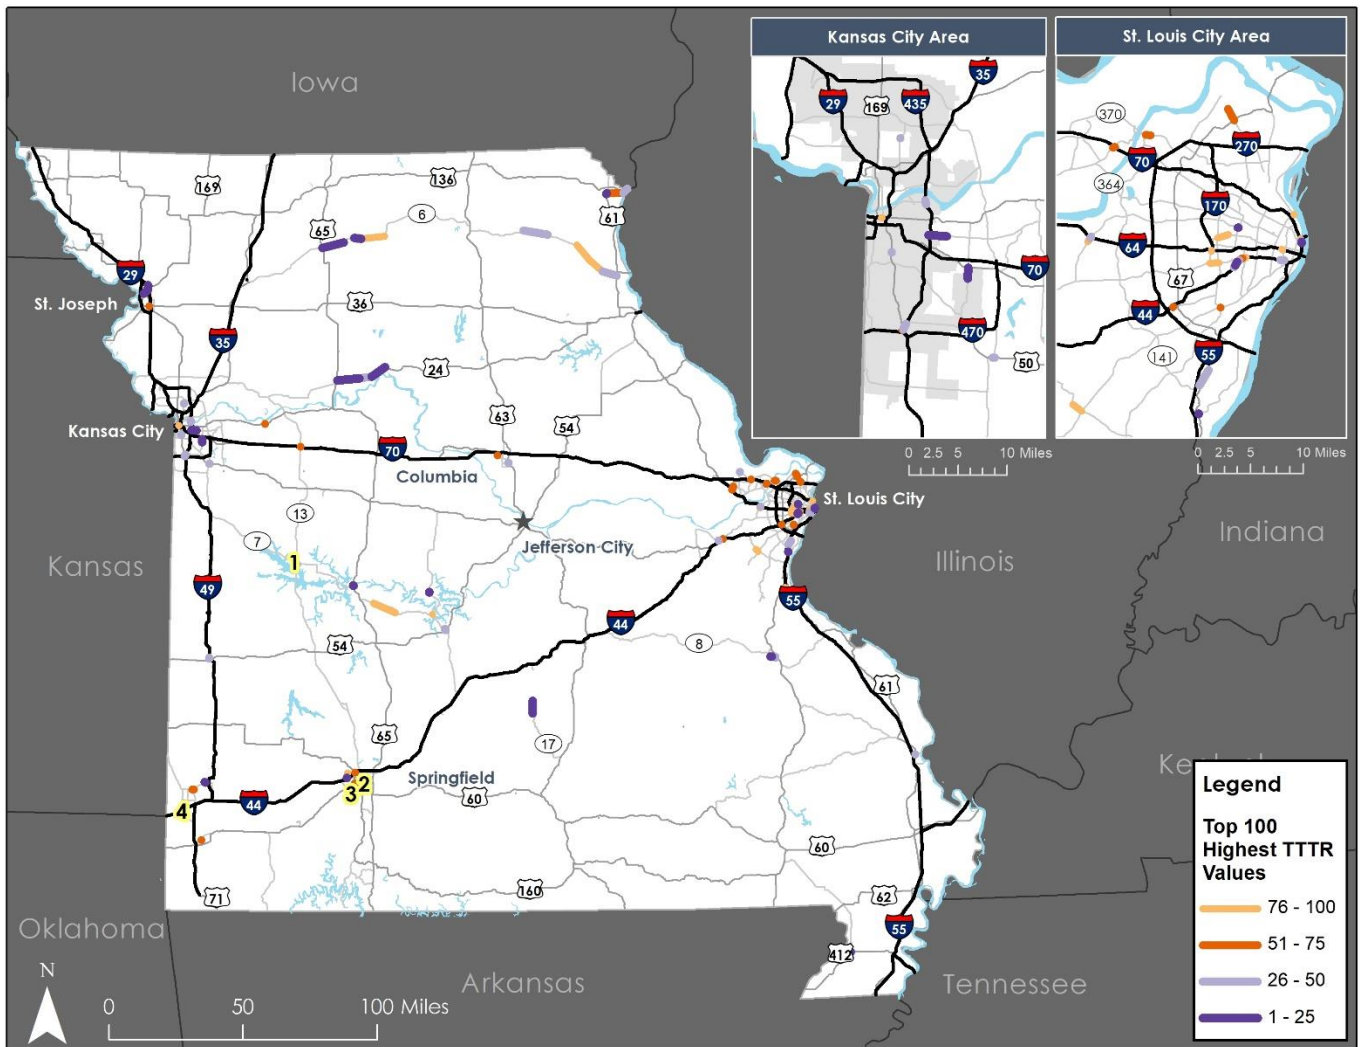 Iowa
Kansas City Area
St. Louis City Area
35
29
169
435
370
270
70
364
170
64
67
44
141
55
70
470
50
0 2.5 5 10 Miles
0 2.5 5 10 Miles
169
136
6
61
65
29
St. Joseph
36
35
24
63
54
Kansas City
70
Columbia
St. Louis City
13
7
1
Jefferson City
Kansas
Indiana
Illinois
49
55
44
54
8
61
65
17
Springfield
2
3
60
4
44
60
71
160
62
55
412
Oklahoma
Arkansas
Tennessee
N
0 50 100 Miles
Legend
Top 100
Highest TTTR
Values
76 - 100
51 - 75
26 - 50
1 - 25